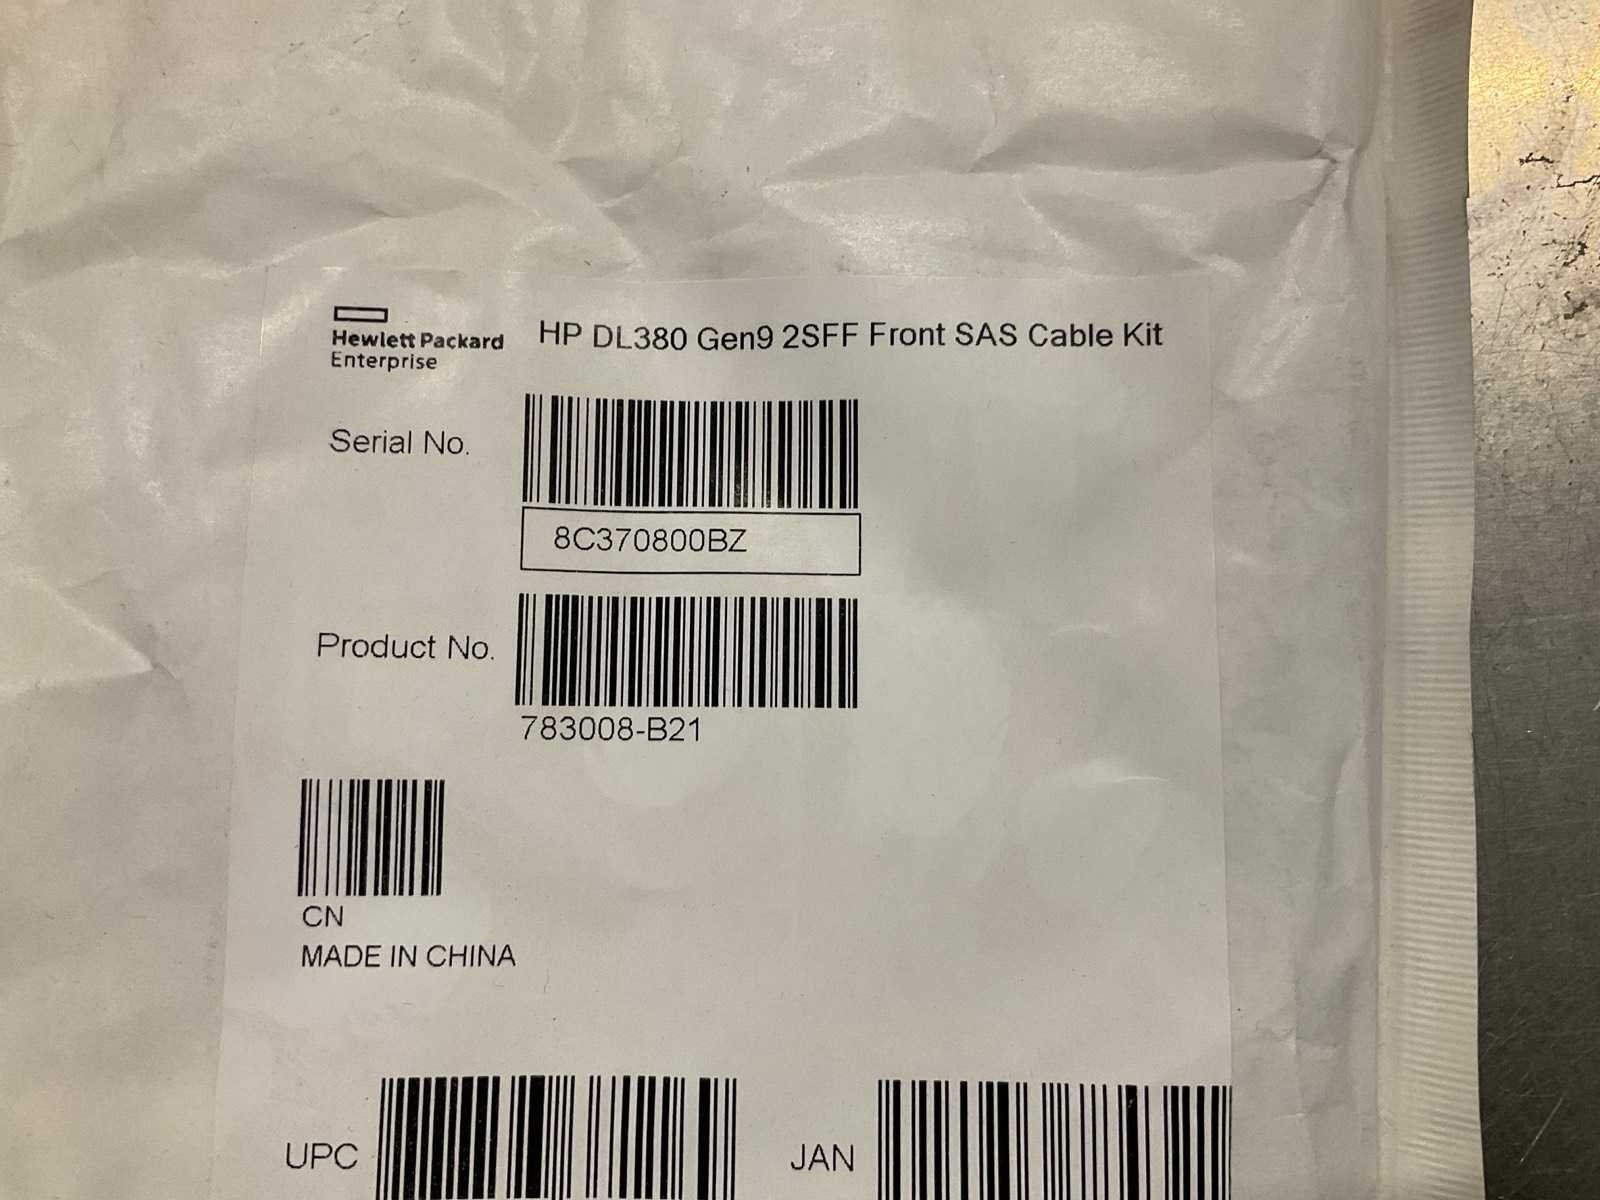 Hewlett Packard
Enterprise
HP DL380 Gen9 2SFF Front SAS Cable Kit
Serial No.
8C370800BZ
Product No.
783008-B21
CN
MADE IN CHINA
UPC
JAN